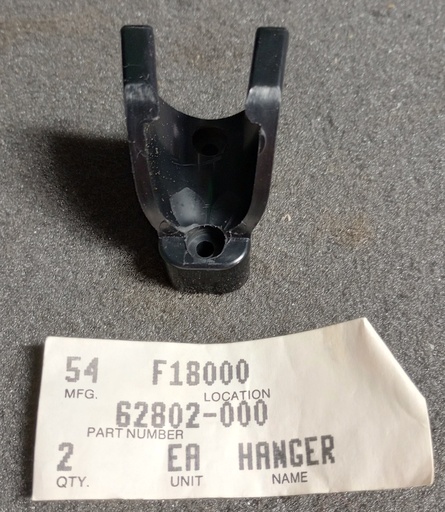 54 F18000
MFG. LOCATION
62802-000
PART NUMBER
2 EA HANGER
QTY. UNIT NAME